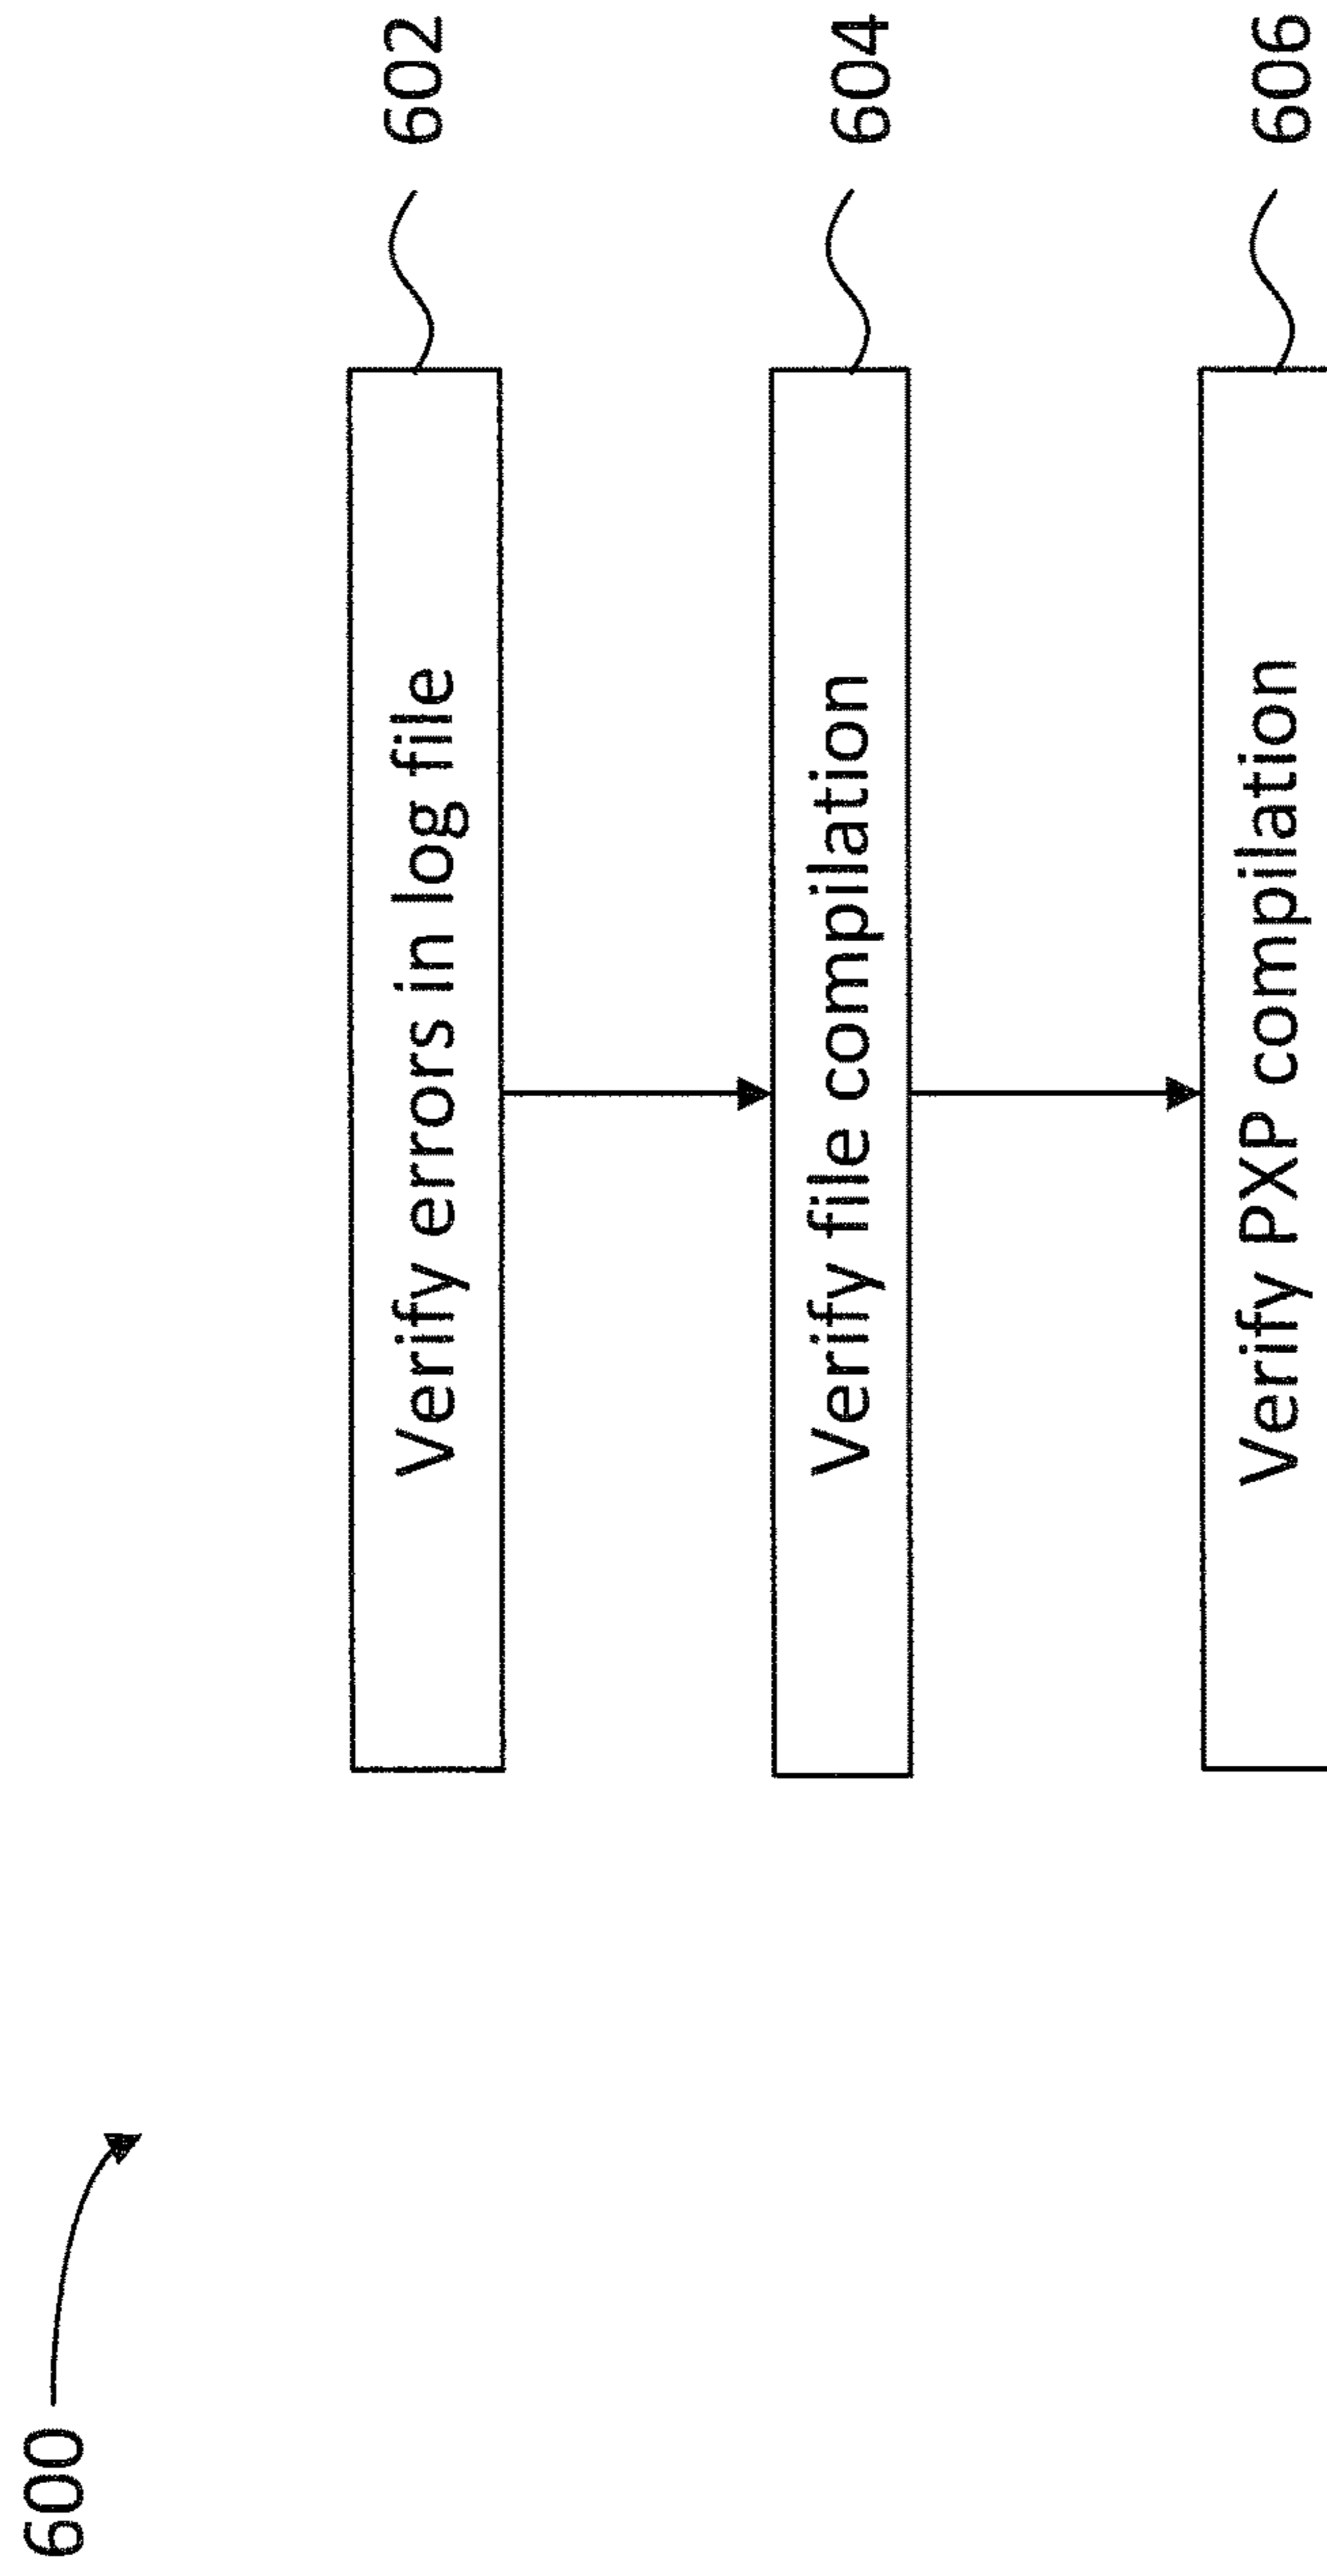 600
Verify errors in log file
602
Verify file compilation
604
Verify PXP compilation
606